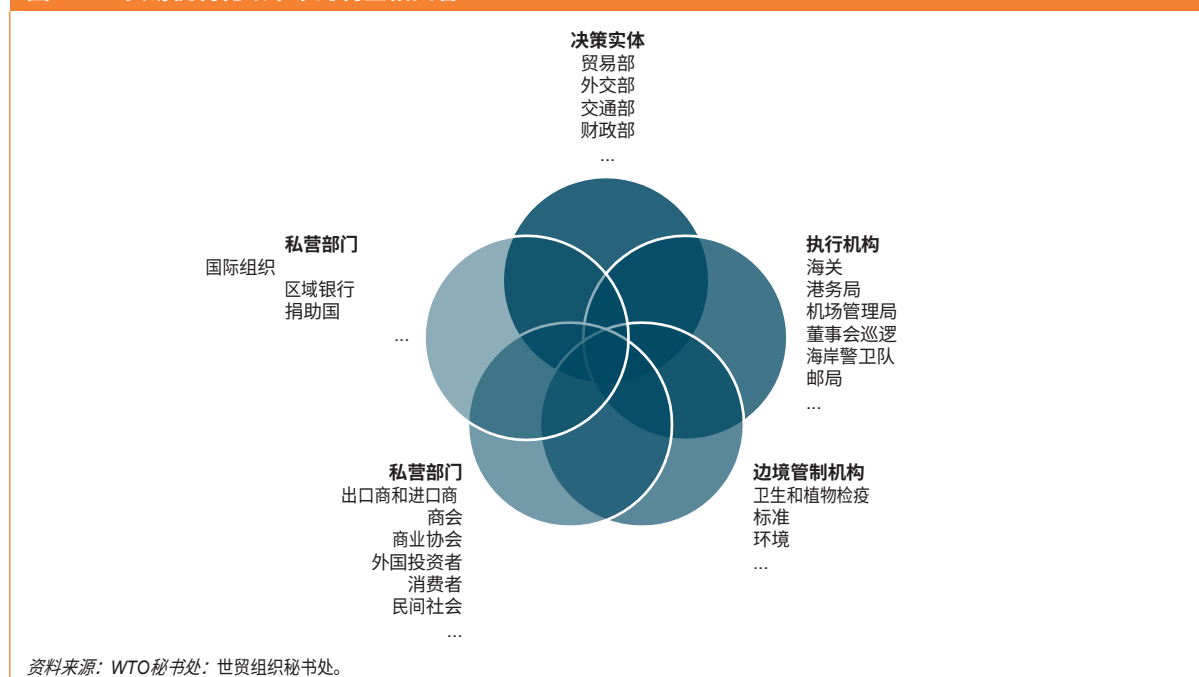 决策实体
贸易部
外交部
交通部
财政部
...
私营部门
国际组织
区域银行
捐助国
...
执行机构
海关
港务局
机场管理局
董事会巡逻
海岸警卫队
邮局
...
私营部门
出口商和进口商
商会
商业协会
外国投资者
消费者
民间社会
...
边境管制机构
卫生和植物检疫
标准
环境
...
资料来源：WTO秘书处：世贸组织秘书处。